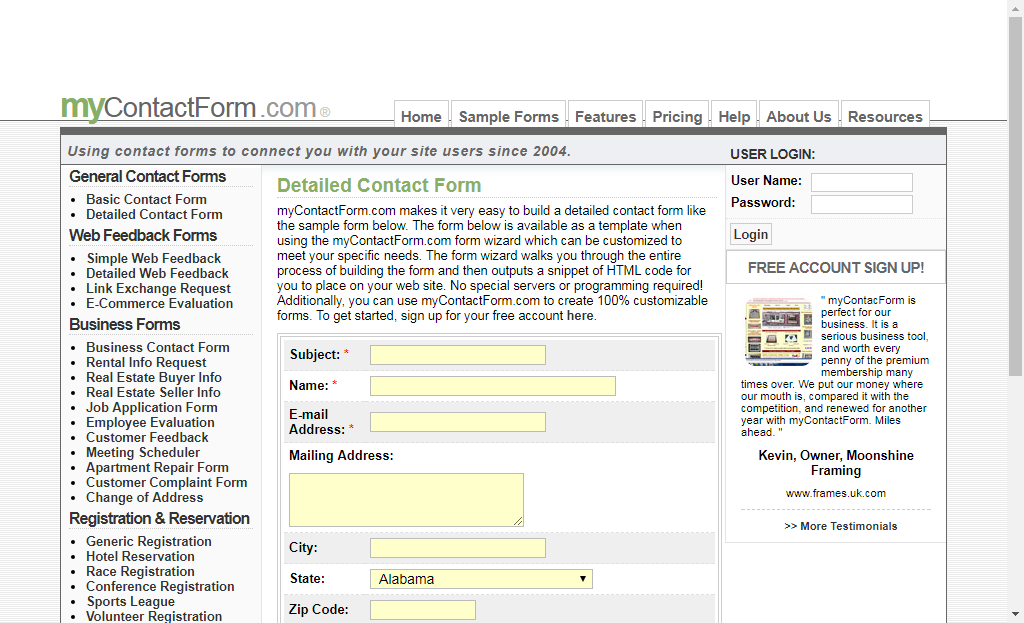 myContactForm.com®
Home
Sample Forms
Features
Pricing
Help
About Us
Resources
Using contact forms to connect you with your site users since 2004.
USER LOGIN:
General Contact Forms
Basic Contact Form
Detailed Contact Form
Web Feedback Forms
Simple Web Feedback
Detailed Web Feedback
Link Exchange Request
E-Commerce Evaluation
Business Forms
Business Contact Form
Rental Info Request
Real Estate Buyer Info
Real Estate Seller Info
Job Application Form
Employee Evaluation
Customer Feedback
Meeting Scheduler
Apartment Repair Form
Customer Complaint Form
Change of Address
Registration & Reservation
Generic Registration
Hotel Reservation
Race Registration
Conference Registration
Sports League
Volunteer Registration
Detailed Contact Form
myContactForm.com makes it very easy to build a detailed contact form like
the sample form below. The form below is available as a template when
using the myContactForm.com form wizard which can be customized to
meet your specific needs. The form wizard walks you through the entire
process of building the form and then outputs a snippet of HTML code for
you to place on your web site. No special servers or programming required!
Additionally, you can use myContactForm.com to create 100% customizable
forms. To get started, sign up for your free account here.
Subject: *
Name: *
E-mail
Address: *
Mailing Address:
City:
State:
Alabama
Zip Code:
User Name:
Password:
Login
FREE ACCOUNT SIGN UP!
" myContacForm is
perfect for our
business. It is a
serious business tool,
and worth every
penny of the premium
membership many
times over. We put our money where
our mouth is, compared it with the
competition, and renewed for another
year with myContactForm. Miles
ahead. "
Kevin, Owner, Moonshine
Framing
www.frames.uk.com
>> More Testimonials